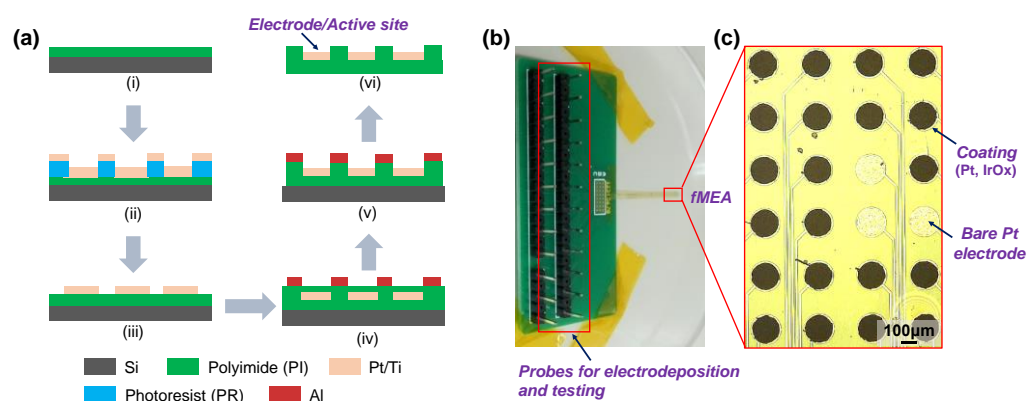 (a)
Electrode/Active site
(i)
(vi)
(ii)
(v)
(iii)
(iv)
Si
Polyimide (PI)
Pt/Ti
Photoresist (PR)
Al
(b)
fMEA
Probes for electrodeposition
and testing
(c)
Coating
(Pt, IrOx)
Bare Pt
electrode
100µm